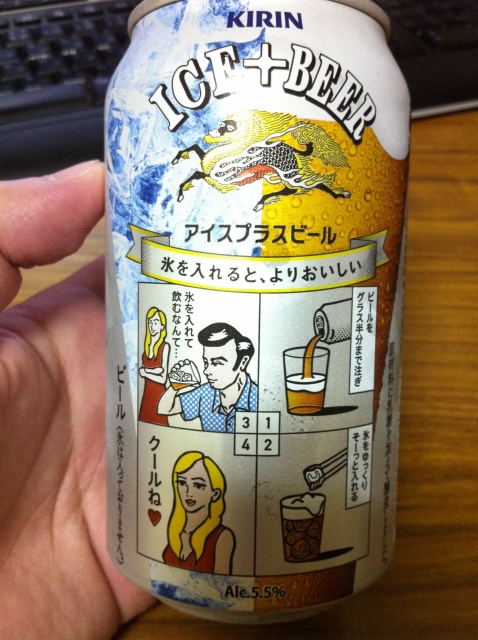 KIRIN
ICE+BEER
アイスプラスビール
氷を入れると、よりおいしい
ビールを
グラス半分まで注ぎ
1
氷をゆっくり
そーっと入れる
2
氷を入れて
飲むなんて…
3
クールね♥
4
ビール(氷は入っておりません。)
Alc.5.5%